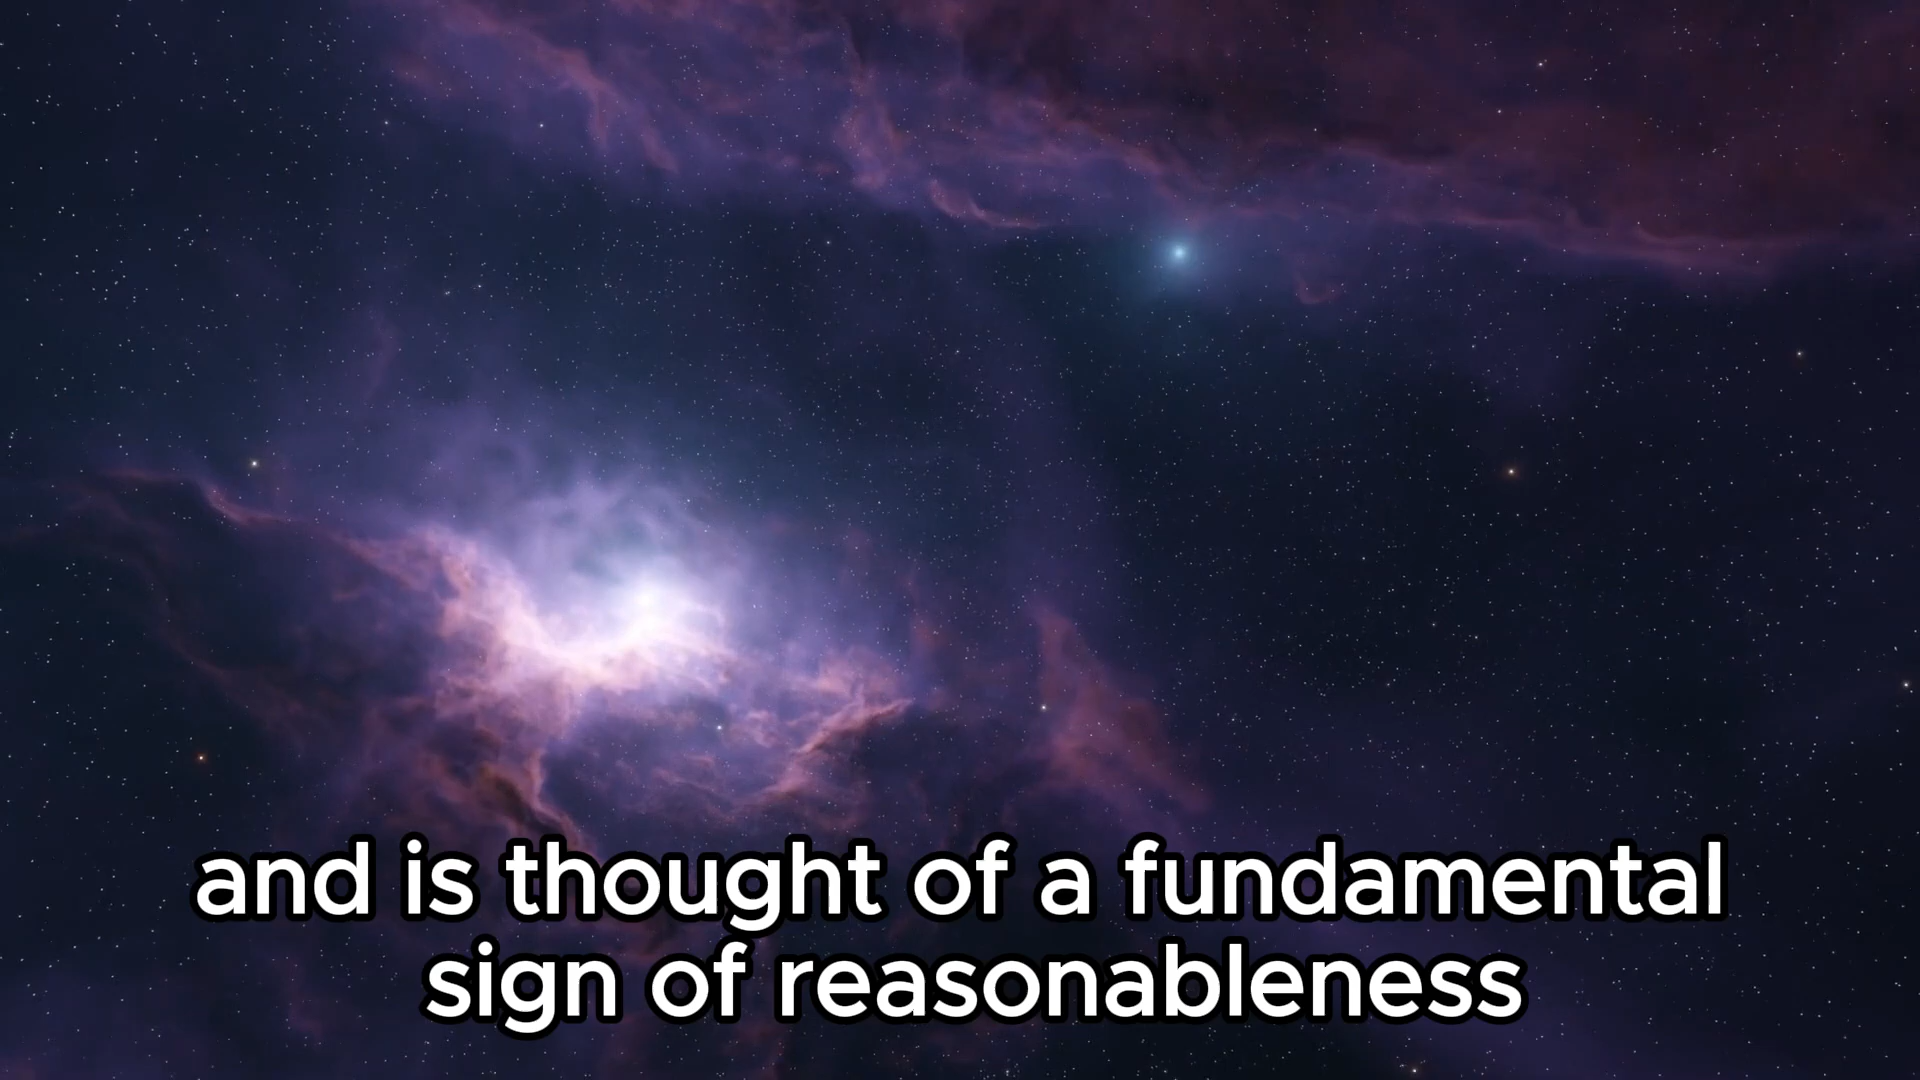 and is thought of a fundamental
sign of reasonableness